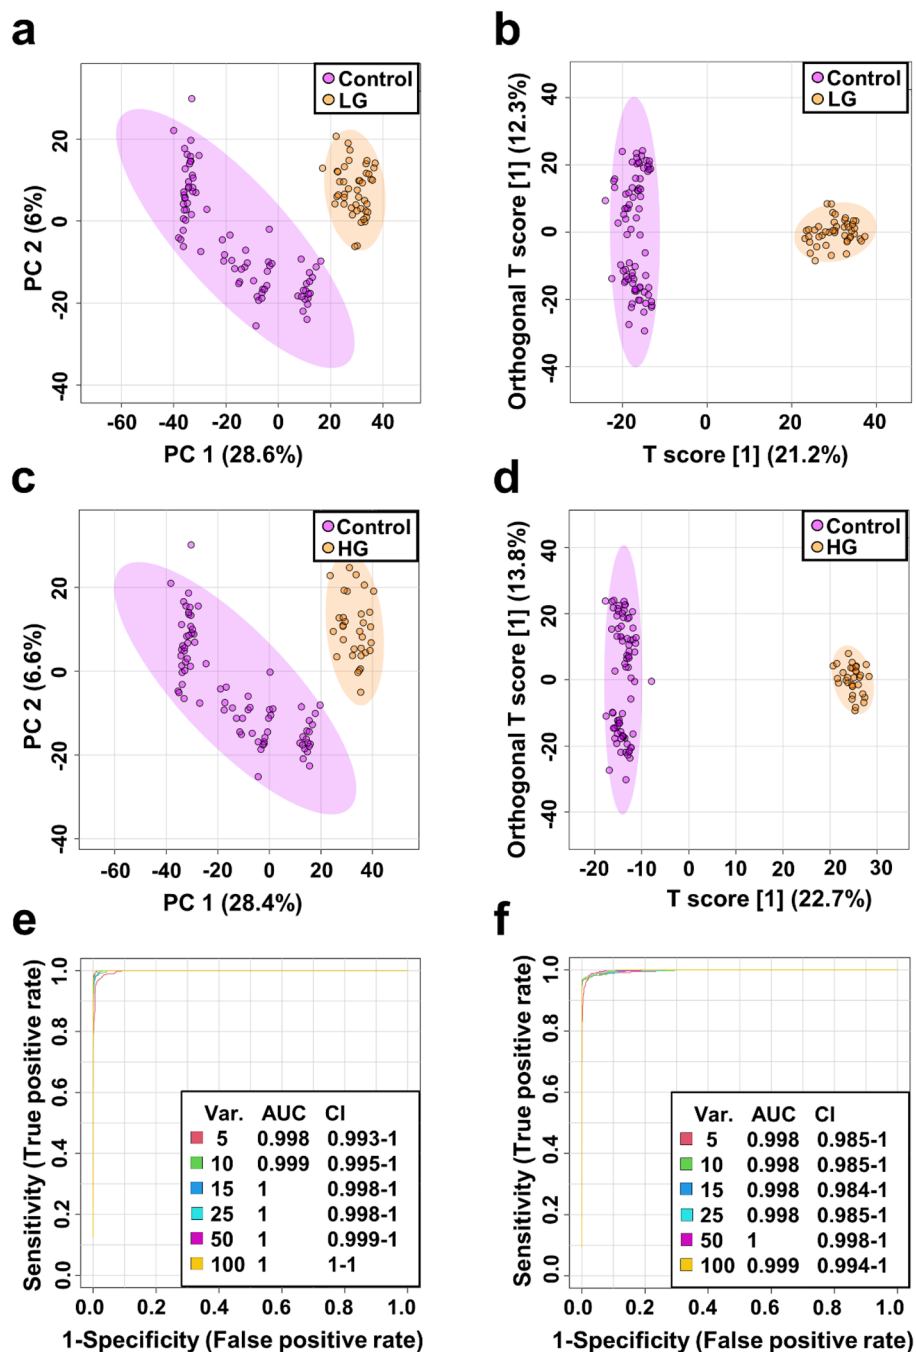 a
Control
LG
PC 2 (6%)
20
0
20
-40
-60 -40 -20 0 20 40
PC 1 (28.6%)
b
Control
LG
Orthogonal T score [1] (12.3%)
40
20
0
-20
-40
-20 0 20 40
T score [1] (21.2%)
c
Control
HG
PC 2 (6.6%)
20
0
20
-40
-60 -40 -20 0 20 40
PC 1 (28.4%)
d
Control
HG
Orthogonal T score [1] (13.8%)
40
20
0
-20
-40
-20 -10 0 10 20 20 30
T score [1] (22.7%)
e
Sensitivity (True positive rate)
1.0
0.8
0.6
0.4
0.2
0.0
Var. AUC CI
5 0.998 0.993-1
10 0.999 0.995-1
15 1 0.998-1
25 1 0.998-1
50 1 0.999-1
100 1 1-1
0.0 0.2 0.4 0.6 0.8 1.0
1-Specificity (False positive rate)
f
Sensitivity (True positive rate)
1.0
0.8
0.6
0.4
0.2
0.0
Var. AUC CI
5 0.998 0.985-1
10 0.998 0.985-1
15 0.998 0.984-1
25 0.998 0.985-1
50 1 0.998-1
100 0.999 0.994-1
0.0 0.2 0.4 0.6 0.8 1.0
1-Specificity (False positive rate)